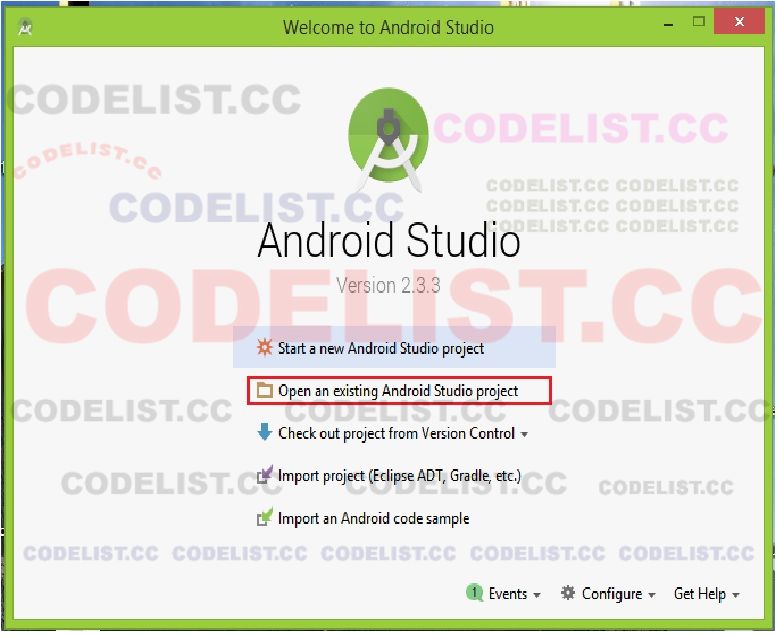 Welcome to Android Studio
CODELIST.CC
CODELIST.CC
CODELIST.CC
CODELIST.CC CODELIST.CC
CODELIST.CC
CODELIST.CC CODELIST.CC
CODELIST.CC CODELIST.CC
Android Studio
Version 2.3.3
CODELIST.CC
Start a new Android Studio project
Open an existing Android Studio project
CODELIST.CC CODELIST.CC CODELIST.CC
Check out project from Version Control
Import project (Eclipse ADT, Gradle, etc.)
CODELIST.CC CODELIST.CC CODELIST.CC
Import an Android code sample
CODELIST.CC CODELIST.CC CODELIST.CC CODELIST.CC CODELIST.CC
1 Events Configure Get Help